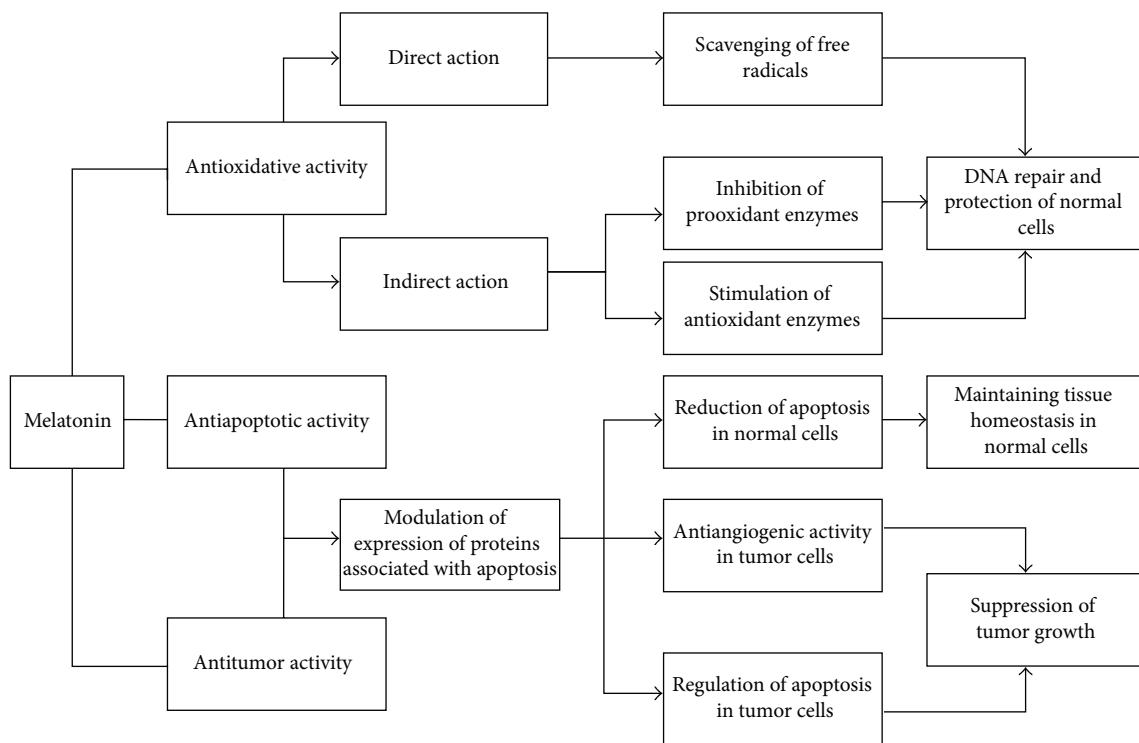 Direct action
Scavenging of free
radicals
Antioxidative activity
Inhibition of
prooxidant enzymes
DNA repair and
protection of normal
cells
Indirect action
Stimulation of
antioxidant enzymes
Melatonin
Antiapoptotic activity
Reduction of apoptosis
in normal cells
Maintaining tissue
homeostasis in
normal cells
Modulation of
expression of proteins
associated with apoptosis
Antiangiogenic activity
in tumor cells
Suppression of
tumor growth
Antitumor activity
Regulation of apoptosis
in tumor cells